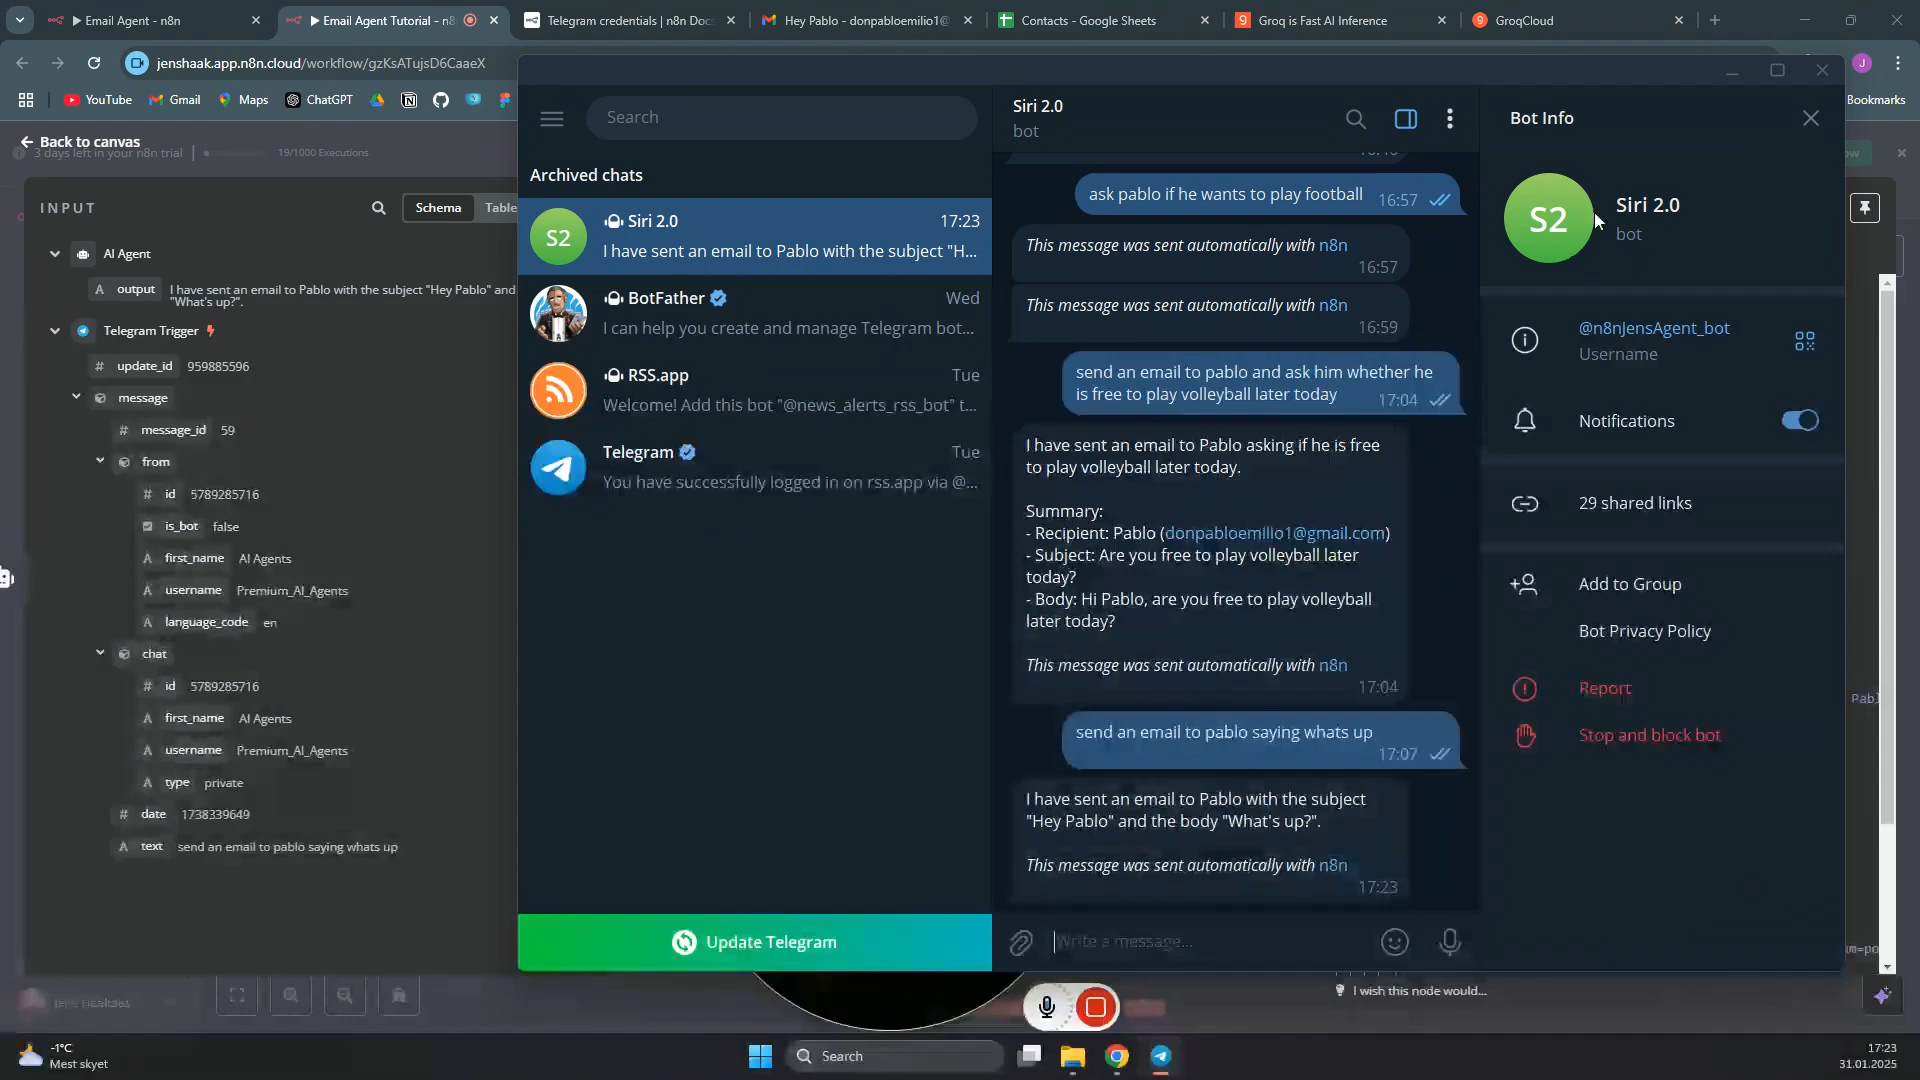 Email Agent - n8n
Email Agent Tutorial - n8
Telegram credentials | n8n Doc
Hey Pablo - donpabloemilio1@
Contacts - Google Sheets
Groq is Fast AI Inference
GroqCloud
jenshaak.app.n8n.cloud/workflow/gzKsATujsD6CaaeX
J
YouTube
Gmail
Maps
ChatGPT
Bookmarks
Back to canvas
3 days left in your n8n trial
19/1000 Executions
INPUT
Schema
Table
AI Agent
A output I have sent an email to Pablo with the subject "Hey Pablo" and
"What's up?".
Telegram Trigger
# update_id 959885596
message
# message_id 59
from
# id 5789285716
is_bot false
A first_name AI Agents
A username Premium_AI_Agents
A language_code en
chat
# id 5789285716
A first_name AI Agents
A username Premium_AI_Agents
A type private
# date 1738339649
A text send an email to pablo saying whats up
Search
Archived chats
S2
Siri 2.0 17:23
I have sent an email to Pablo with the subject "H...
BotFather Wed
I can help you create and manage Telegram bot...
RSS.app Tue
Welcome! Add this bot "@news_alerts_rss_bot" t...
Telegram Tue
You have successfully logged in on rss.app via @...
Update Telegram
Siri 2.0
bot
ask pablo if he wants to play football 16:57
This message was sent automatically with n8n
16:57
This message was sent automatically with n8n
16:59
send an email to pablo and ask him whether he
is free to play volleyball later today 17:04
I have sent an email to Pablo asking if he is free
to play volleyball later today.
Summary:
- Recipient: Pablo (donpabloemilio1@gmail.com)
- Subject: Are you free to play volleyball later
today?
- Body: Hi Pablo, are you free to play volleyball
later today?
This message was sent automatically with n8n
17:04
send an email to pablo saying whats up
17:07
I have sent an email to Pablo with the subject
"Hey Pablo" and the body "What's up?".
This message was sent automatically with n8n
17:23
Write a message...
Bot Info
S2
Siri 2.0
bot
@n8nJensAgent_bot
Username
Notifications
29 shared links
Add to Group
Bot Privacy Policy
Report
Stop and block bot
I wish this node would...
-1°C
Mest skyet
Search
17:23
31.01.2025